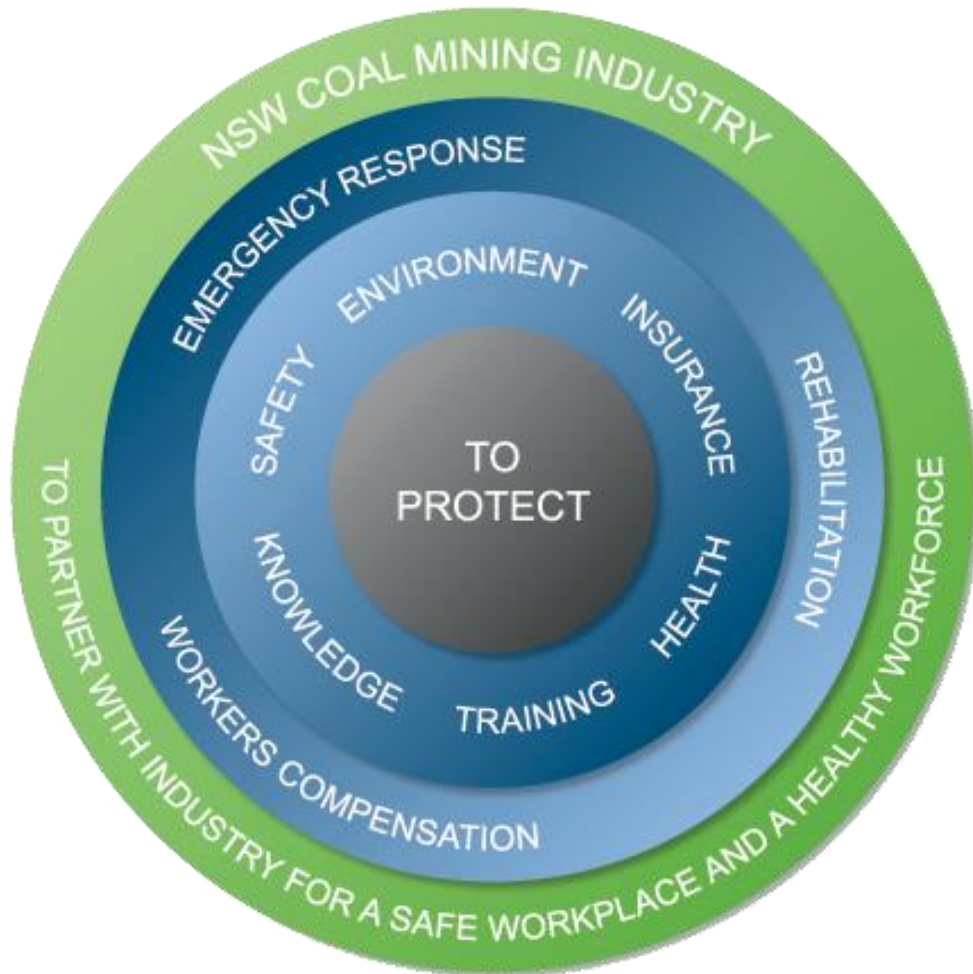 NSW COAL MINING INDUSTRY
EMERGENCY RESPONSE
REHABILITATION
WORKERS COMPENSATION
ENVIRONMENT
INSURANCE
SAFETY
HEALTH
KNOWLEDGE
TRAINING
TO
PROTECT
TO PARTNER WITH INDUSTRY FOR A SAFE WORKPLACE AND A HEALTHY WORKFORCE